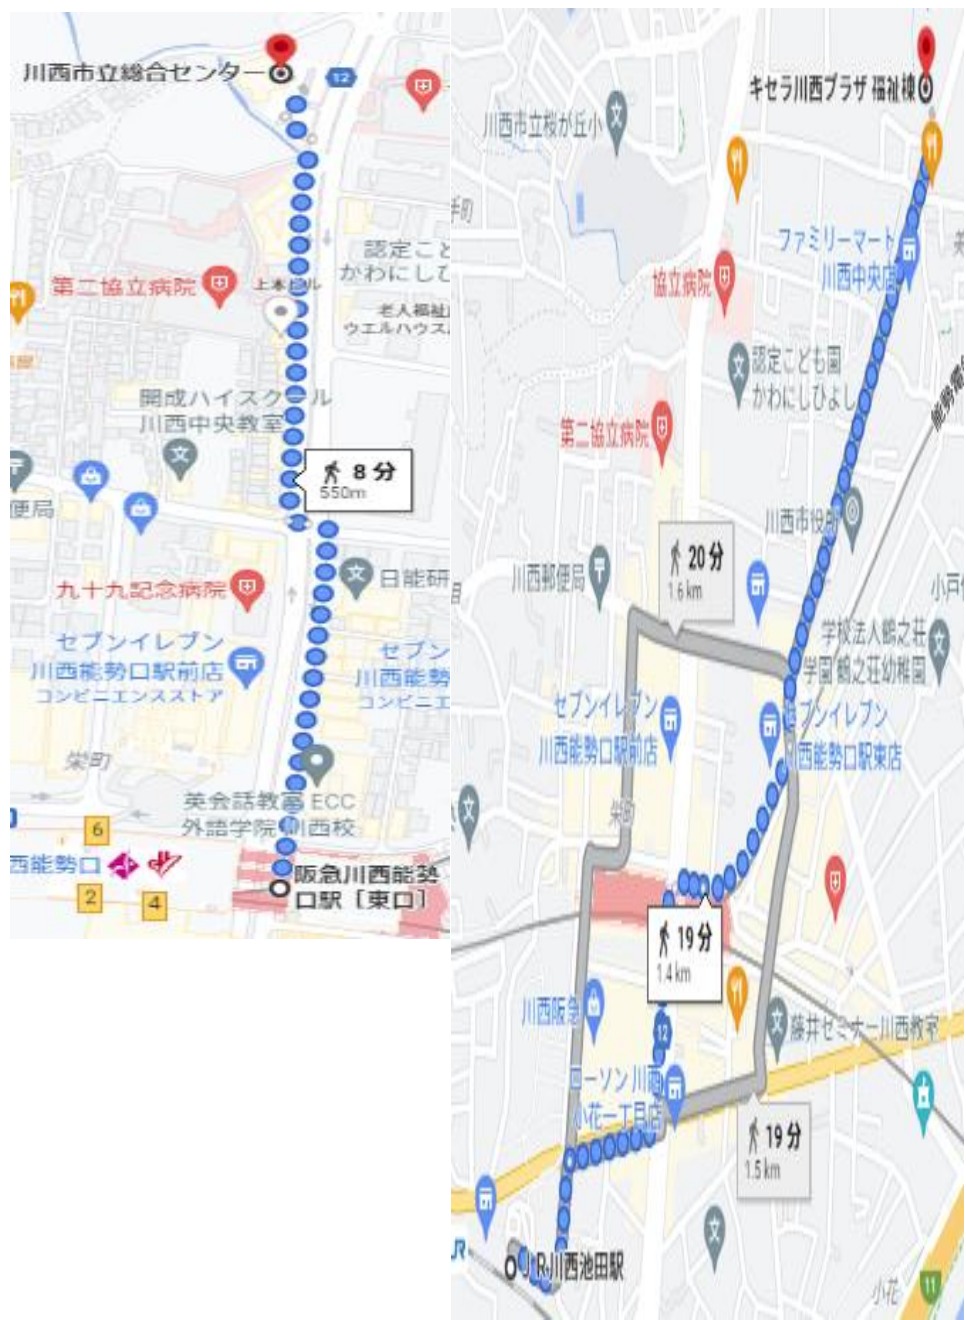 川西市立総合センター
12
第二協立病院
上本ビル
認定こと
かわにしひ
老人福祉
ウエルハウス
開成ハイスクール
川西中央教室
8 分
550m
便局
九十九記念病院
日能研
セブンイレブン
川西能勢口駅前店
コンビニエンスストア
セブン
川西能勢
コンビニエ
栄町
英会話教室 ECC
外語学院 川西校
6
西能勢口
2
4
阪急川西能勢
口駅 [東口]
キセラ川西プラザ 福祉棟
川西市立桜が丘小
ファミリーマート
川西中央店
協立病院
認定こども園
かわにしひよし
第二協立病院
川西市役所
20 分
1.6 km
川西郵便局
小戸
学校法人鶴之荘
学園 鶴之荘幼稚園
セブンイレブン
川西能勢口駅前店
セブンイレブン
西能勢口駅東店
栄町
19 分
1.4 km
川西阪急
12
藤井セミナー川西教室
ローソン 川西
小花一丁目店
19 分
1.5 km
JR川西池田駅
小花
11